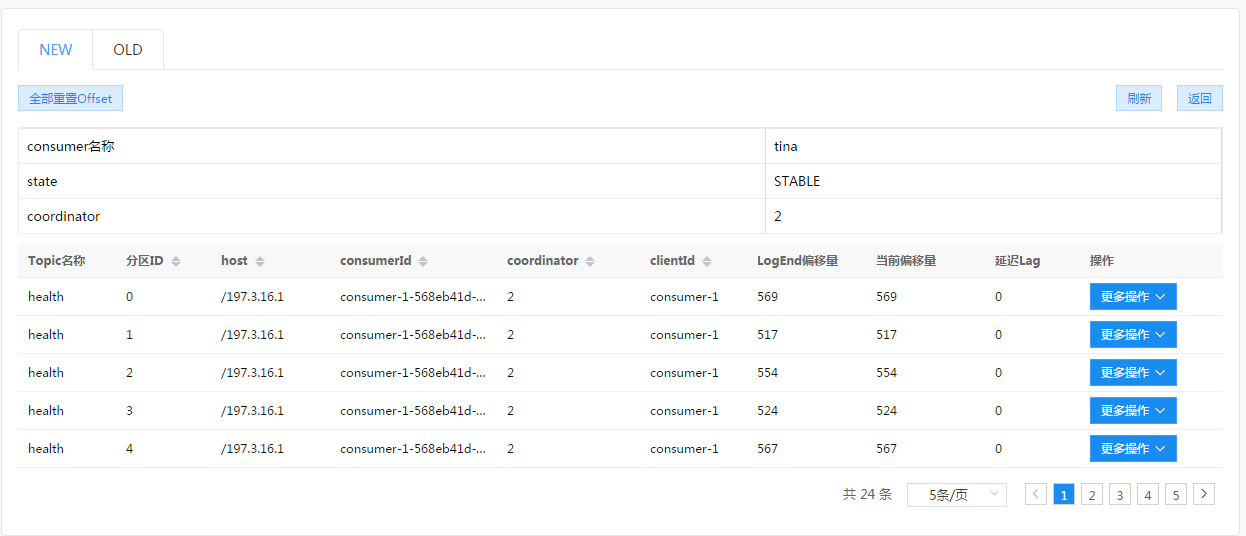 NEW OLD
全部重置Offset 刷新 返回
consumer名称 tina
state STABLE
coordinator 2
Topic名称 分区ID host consumerId coordinator clientId LogEnd偏移量 当前偏移量 延迟Lag 操作
health 0 /197.3.16.1 consumer-1-568eb41d-... 2 consumer-1 569 569 0 更多操作
health 1 /197.3.16.1 consumer-1-568eb41d-... 2 consumer-1 517 517 0 更多操作
health 2 /197.3.16.1 consumer-1-568eb41d-... 2 consumer-1 554 554 0 更多操作
health 3 /197.3.16.1 consumer-1-568eb41d-... 2 consumer-1 524 524 0 更多操作
health 4 /197.3.16.1 consumer-1-568eb41d-... 2 consumer-1 567 567 0 更多操作
共 24 条 5条/页 1 2 3 4 5